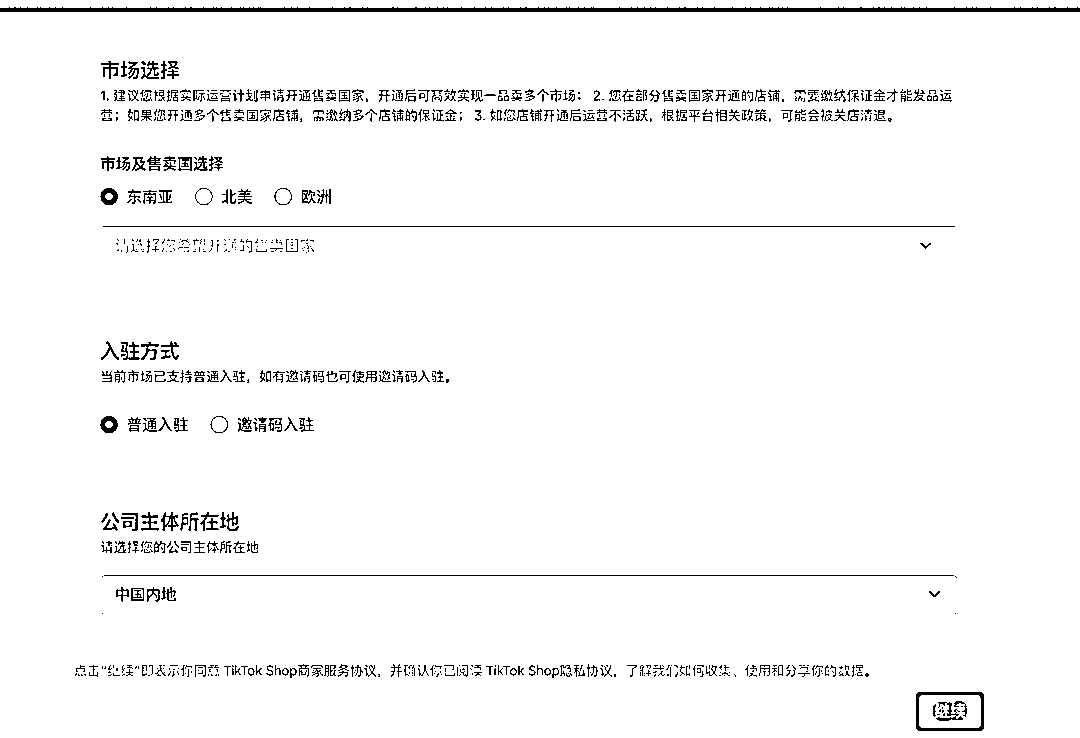 市场选择
1. 建议您根据实际运营计划申请开通售卖国家，开通后可高效实现一品卖多个市场； 2. 您在部分售卖国家开通的店铺，需要缴纳保证金才能发品运
营；如果您开通多个售卖国家店铺，需缴纳多个店铺的保证金； 3. 如您店铺开通后运营不活跃，根据平台相关政策，可能会被关店清退。
市场及售卖国选择
东南亚 北美 欧洲
请选择您希望开通的售卖国家
入驻方式
当前市场已支持普通入驻，如有邀请码也可使用邀请码入驻。
普通入驻 邀请码入驻
公司主体所在地
请选择您的公司主体所在地
中国内地
点击“继续”即表示你同意 TikTok Shop商家服务协议，并确认你已阅读 TikTok Shop隐私协议，了解我们如何收集、使用和分享你的数据。
继续